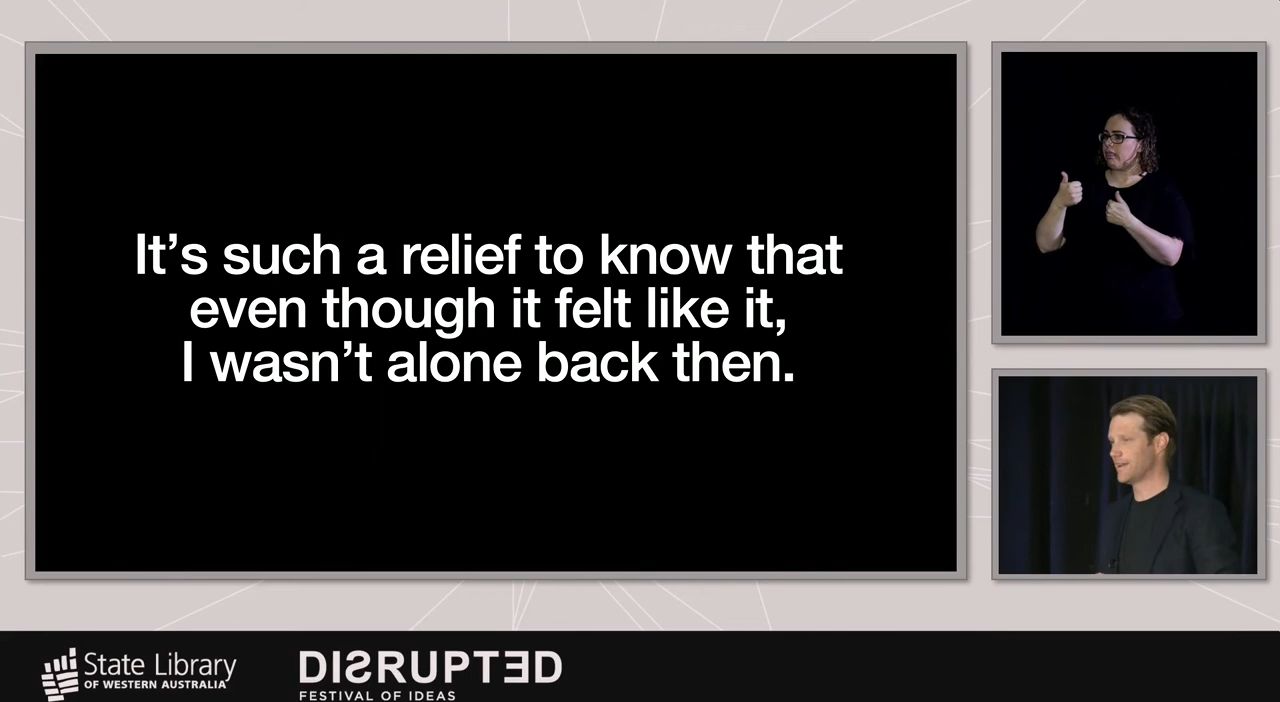 It’s such a relief to know that
even though it felt like it,
I wasn’t alone back then.
State Library
OF WESTERN AUSTRALIA
DISRUPTED
FESTIVAL OF IDEAS